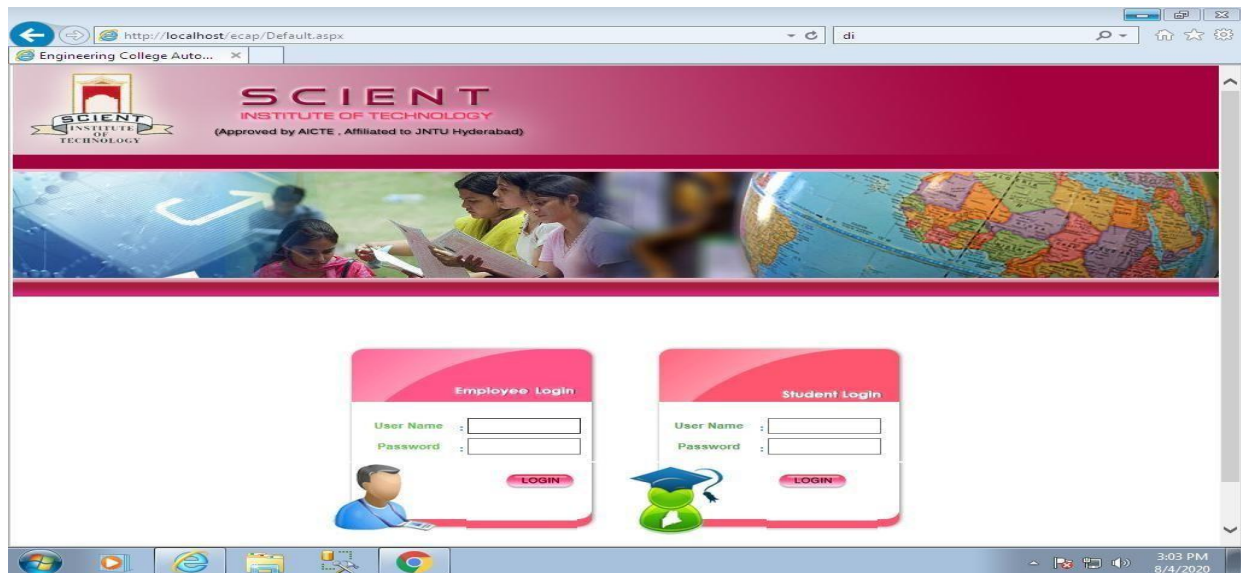 http://localhost/ecap/Default.aspx
di
Engineering College Auto...
SCIENT
INSTITUTE
OF
TECHNOLOGY
SCIENT
INSTITUTE OF TECHNOLOGY
(Approved by AICTE , Affiliated to JNTU Hyderabad)
Employee Login
User Name :
Password :
LOGIN
Student Login
User Name :
Password :
LOGIN
3:03 PM
8/4/2020